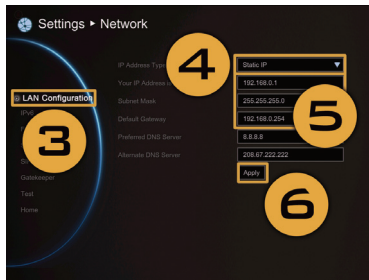 Settings ▸ Network
IP Address Type
Static IP
Your IP Address is
192.168.0.1
LAN Configuration
Subnet Mask
255.255.255.0
IPv6
Default Gateway
192.168.0.254
Preferred DNS Server
8.8.8.8
Alternate DNS Server
208.67.222.222
Gatekeeper
Apply
Test
Home
3
4
5
6